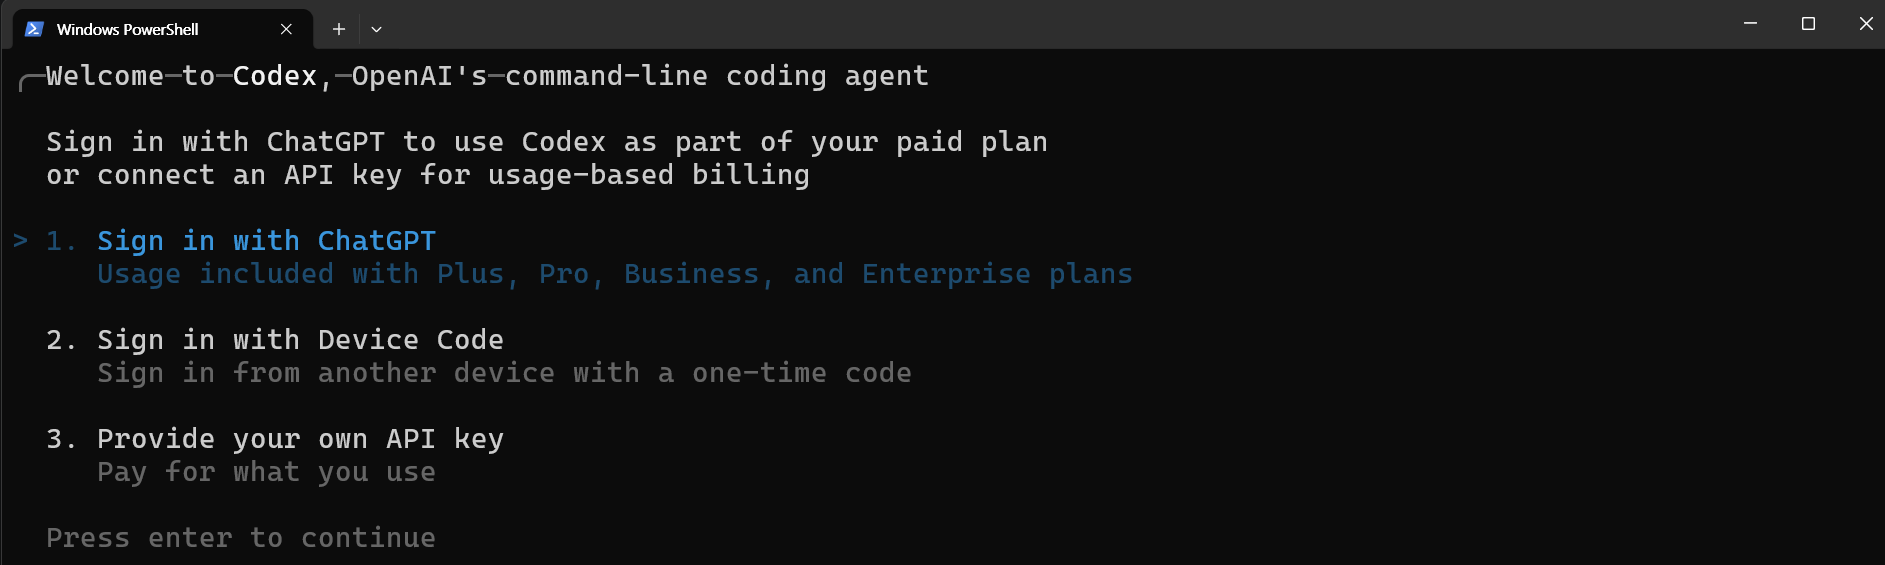 Windows PowerShell
Welcome to Codex, OpenAI's command-line coding agent
Sign in with ChatGPT to use Codex as part of your paid plan
or connect an API key for usage-based billing
> 1. Sign in with ChatGPT
Usage included with Plus, Pro, Business, and Enterprise plans
2. Sign in with Device Code
Sign in from another device with a one-time code
3. Provide your own API key
Pay for what you use
Press enter to continue